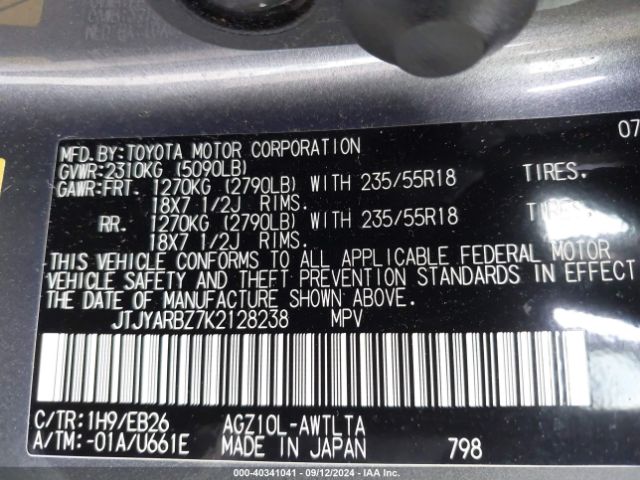 07
MFD.BY:TOYOTA MOTOR CORPORATION
GVWR:2310KG (5090LB)
GAWR:FRT. 1270KG (2790LB) WITH 235/55R18 TIRES.
18X7 1/2J RIMS.
RR. 1270KG (2790LB) WITH 235/55R18 TIRES.
18X7 1/2J RIMS.
THIS VEHICLE CONFORMS TO ALL APPLICABLE FEDERAL MOTOR
VEHICLE SAFETY AND THEFT PREVENTION STANDARDS IN EFFECT
THE DATE OF MANUFACTURE SHOWN ABOVE.
JTJYARBZ7K2128238 MPV
C/TR:1H9/EB26 AGZ10L-AWTLTA
A/TM:-01A/U661E MADE IN JAPAN 798
000-40341041 - 09/12/2024 - IAA Inc.